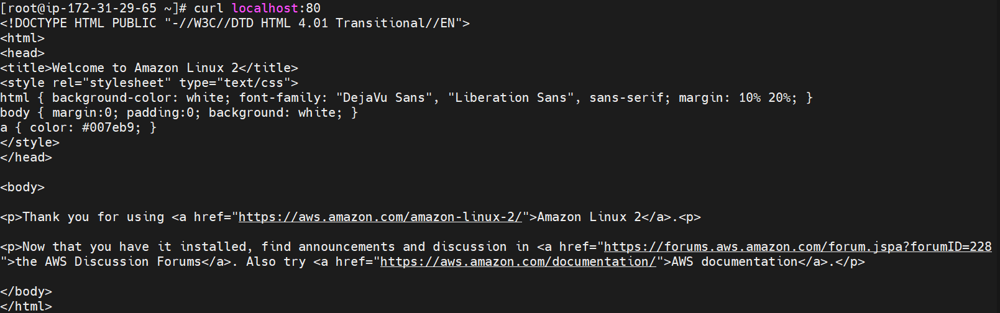 [root@ip-172-31-29-65 ~]# curl localhost:80
<!DOCTYPE HTML PUBLIC "-//W3C//DTD HTML 4.01 Transitional//EN">
<html>
<head>
<title>Welcome to Amazon Linux 2</title>
<style rel="stylesheet" type="text/css">
html { background-color: white; font-family: "DejaVu Sans", "Liberation Sans", sans-serif; margin: 10% 20%; }
body { margin:0; padding:0; background: white; }
a { color: #007eb9; }
</style>
</head>

<body>

<p>Thank you for using <a href="https://aws.amazon.com/amazon-linux-2/">Amazon Linux 2</a>.<p>

<p>Now that you have it installed, find announcements and discussion in <a href="https://forums.aws.amazon.com/forum.jspa?forumID=228
">the AWS Discussion Forums</a>. Also try <a href="https://aws.amazon.com/documentation/">AWS documentation</a>.</p>

</body>
</html>